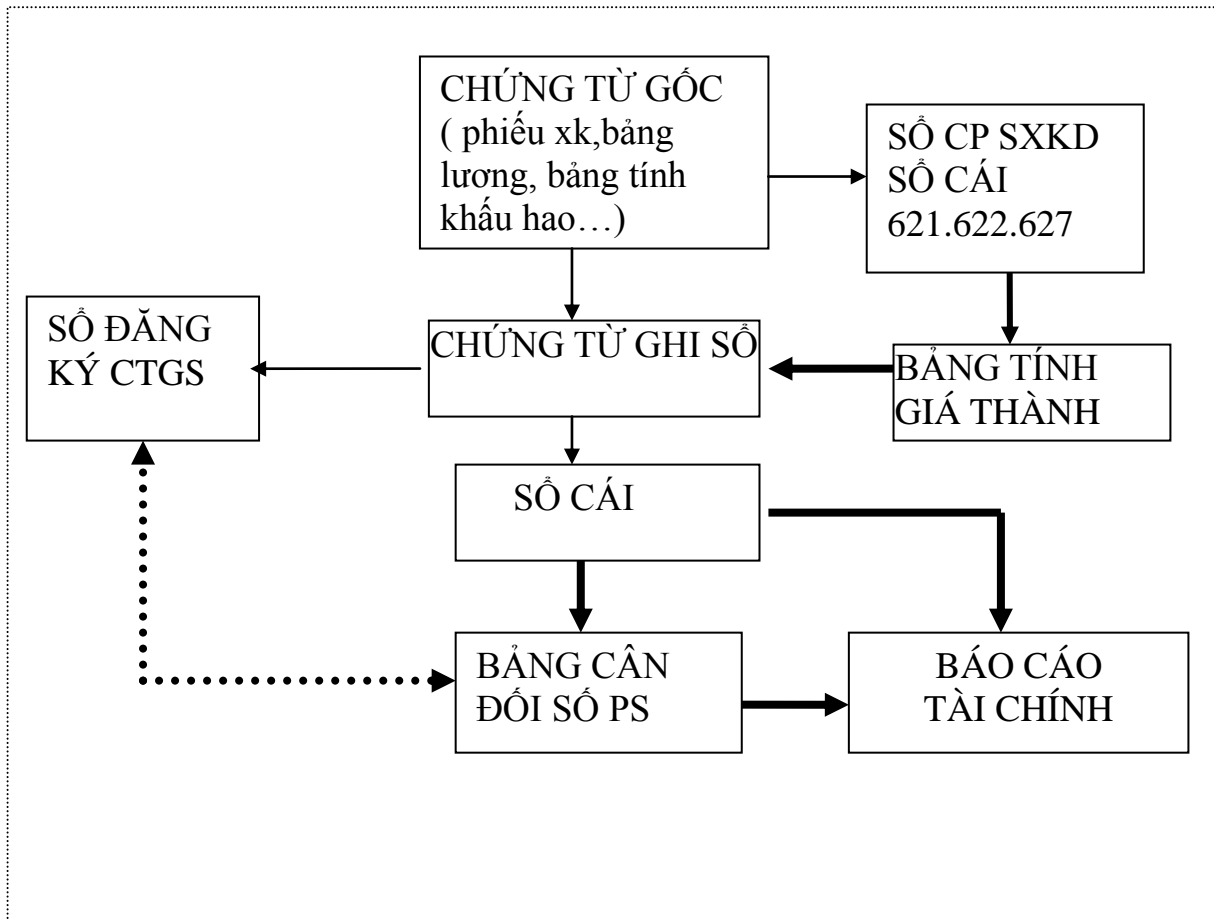 CHỨNG TỪ GỐC
( phiếu xk,bảng
lương, bảng tính
khấu hao…)
SỔ CP SXKD
SỔ CÁI
621.622.627
SỔ ĐĂNG
KÝ CTGS
CHỨNG TỪ GHI SỔ
BẢNG TÍNH
GIÁ THÀNH
SỔ CÁI
BẢNG CÂN
ĐỐI SỐ PS
BÁO CÁO
TÀI CHÍNH